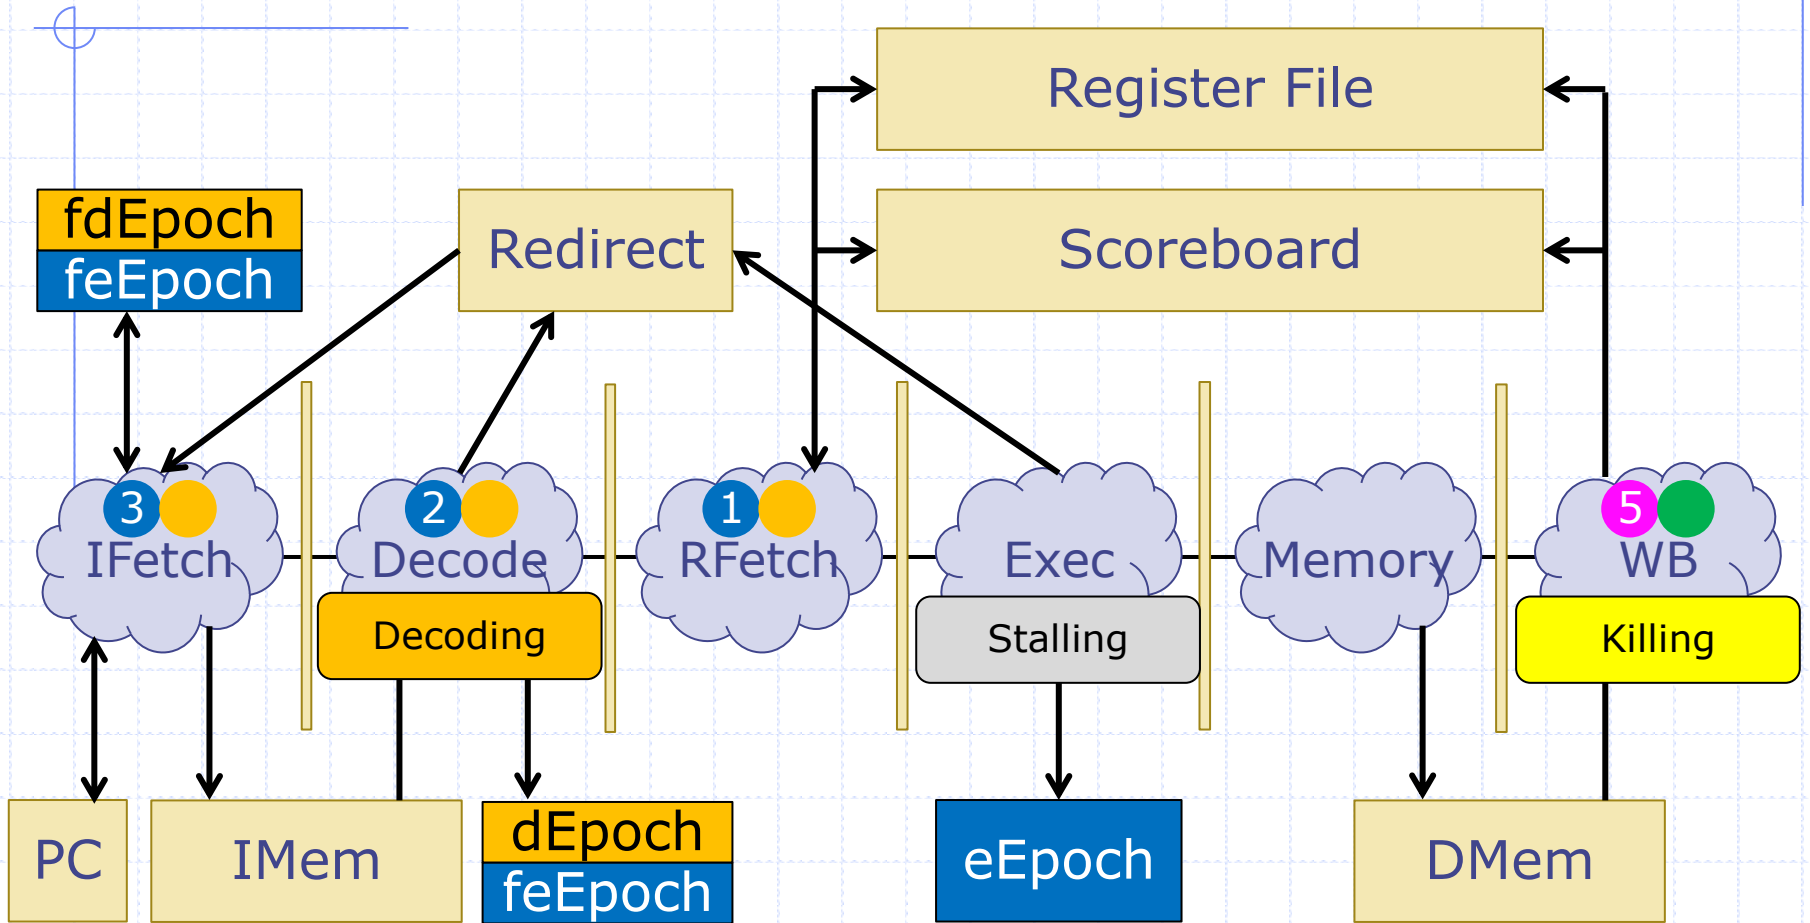 Register File
fdEpoch
feEpoch
Redirect
Scoreboard
3
IFetch
2
Decode
1
RFetch
Exec
Memory
5
WB
Decoding
Stalling
Killing
PC
IMem
dEpoch
feEpoch
eEpoch
DMem